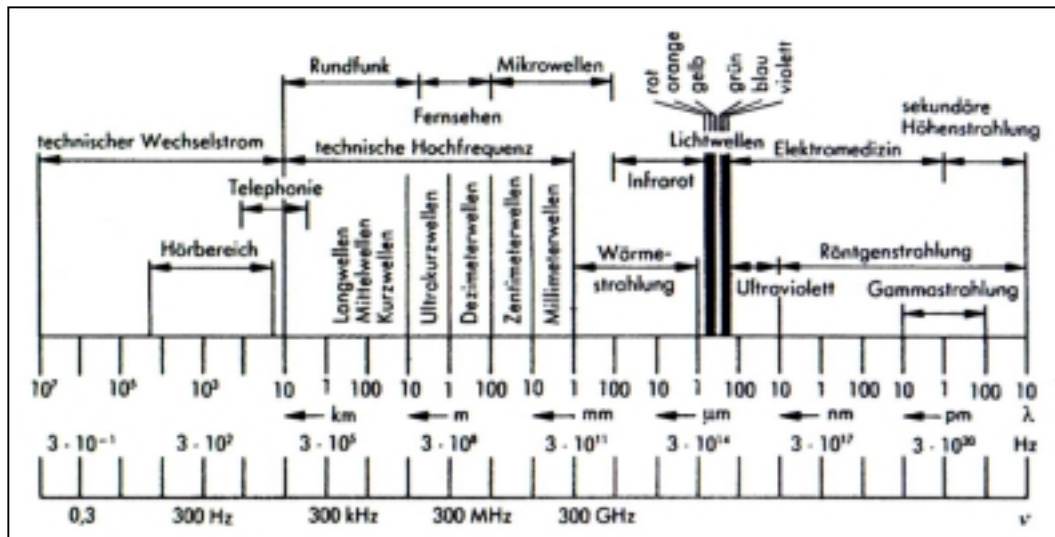 Rundfunk Mikrowellen
rot orange gelb grün blau violett
Fernsehen
sekundäre
Höhenstrahlung
technischer Wechselstrom technische Hochfrequenz Lichtwellen Elektromedizin
Infrarot
Telephonie
Hörbereich
Langwellen
Mittelwellen
Kurzwellen
Ultrakurzwellen
Dezimeterwellen
Zentimeterwellen
Millimeterwellen
Wärme-
strahlung
Röntgenstrahlung
Ultraviolett Gammastrahlung
10⁷ 10⁵ 10³ 10 1 100 10 1 100 10 1 100 10 1 100 10 1 100 10 1 100 10 λ
km m mm μm nm pm
3 · 10⁻¹ 3 · 10² 3 · 10⁵ 3 · 10⁸ 3 · 10¹¹ 3 · 10¹⁴ 3 · 10¹⁷ 3 · 10²⁰ Hz
0,3 300 Hz 300 kHz 300 MHz 300 GHz ν